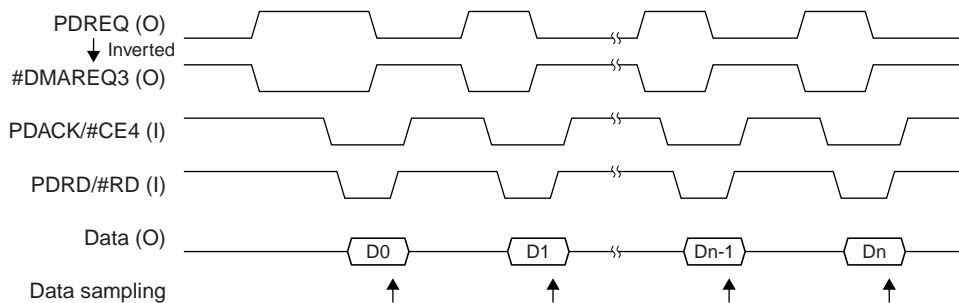 PDREQ (O)
Inverted
#DMAREQ3 (O)
PDACK/#CE4 (I)
PDRD/#RD (I)
Data (O)
D0 D1 Dn-1 Dn
Data sampling